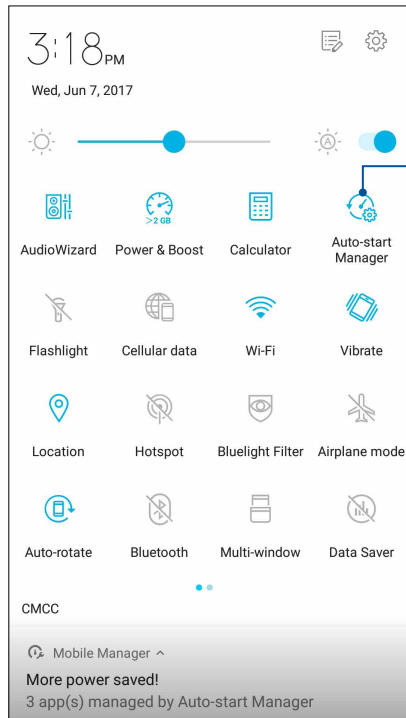 3:18PM
Wed, Jun 7, 2017
A
>2 GB
AudioWizard Power & Boost Calculator Auto-start
Manager
Flashlight Cellular data Wi-Fi Vibrate
Location Hotspot Bluelight Filter Airplane mode
Auto-rotate Bluetooth Multi-window Data Saver
CMCC
Mobile Manager
More power saved!
3 app(s) managed by Auto-start Manager